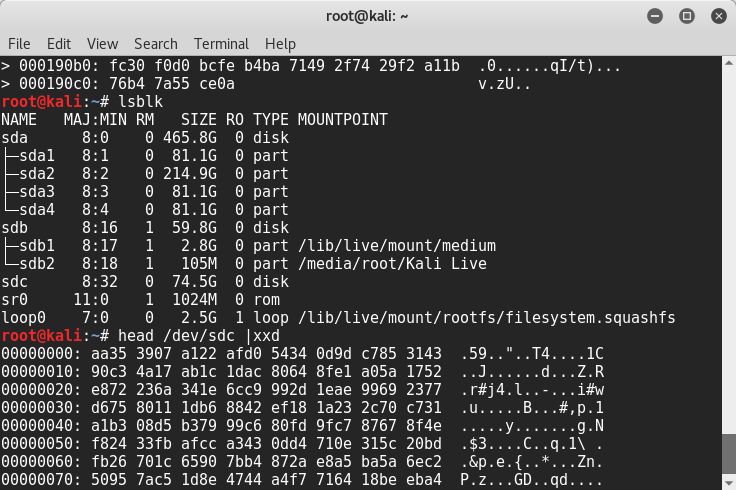 root@kali: ~
File Edit View Search Terminal Help
> 000190b0: fc30 f0d0 bcfe b4ba 7149 2f74 29f2 a11b  .0......qI/t)...
> 000190c0: 76b4 7a55 ce0a                           v.zU..
root@kali:~# lsblk
NAME   MAJ:MIN RM   SIZE RO TYPE MOUNTPOINT
sda      8:0    0 465.8G  0 disk
├─sda1   8:1    0  81.1G  0 part
├─sda2   8:2    0 214.9G  0 part
├─sda3   8:3    0  81.1G  0 part
└─sda4   8:4    0  81.1G  0 part
sdb      8:16   1  59.8G  0 disk
├─sdb1   8:17   1   2.8G  0 part /lib/live/mount/medium
└─sdb2   8:18   1   105M  0 part /media/root/Kali Live
sdc      8:32   0  74.5G  0 disk
sr0     11:0    1  1024M  0 rom
loop0    7:0    0   2.5G  1 loop /lib/live/mount/rootfs/filesystem.squashfs
root@kali:~# head /dev/sdc |xxd
00000000: aa35 3907 a122 afd0 5434 0d9d c785 3143  .59.."..T4....1C
00000010: 90c3 4a17 ab1c 1dac 8064 8fe1 a05a 1752  ..J......d...Z.R
00000020: e872 236a 341e 6cc9 992d 1eae 9969 2377  .r#j4.l..-...i#w
00000030: d675 8011 1db6 8842 ef18 1a23 2c70 c731  .u.....B...#,p.1
00000040: a1b3 08d5 b379 99c6 80fd 9fc7 8767 8f4e  .....y.......g.N
00000050: f824 33fb afcc a343 0dd4 710e 315c 20bd  .$3....C..q.1\ .
00000060: fb26 701c 6590 7bb4 872a e8a5 ba5a 6ec2  .&p.e.{..*...Zn.
00000070: 5095 7ac5 1d8e 4744 a4f7 7164 18be eba4  P.z...GD..qd....